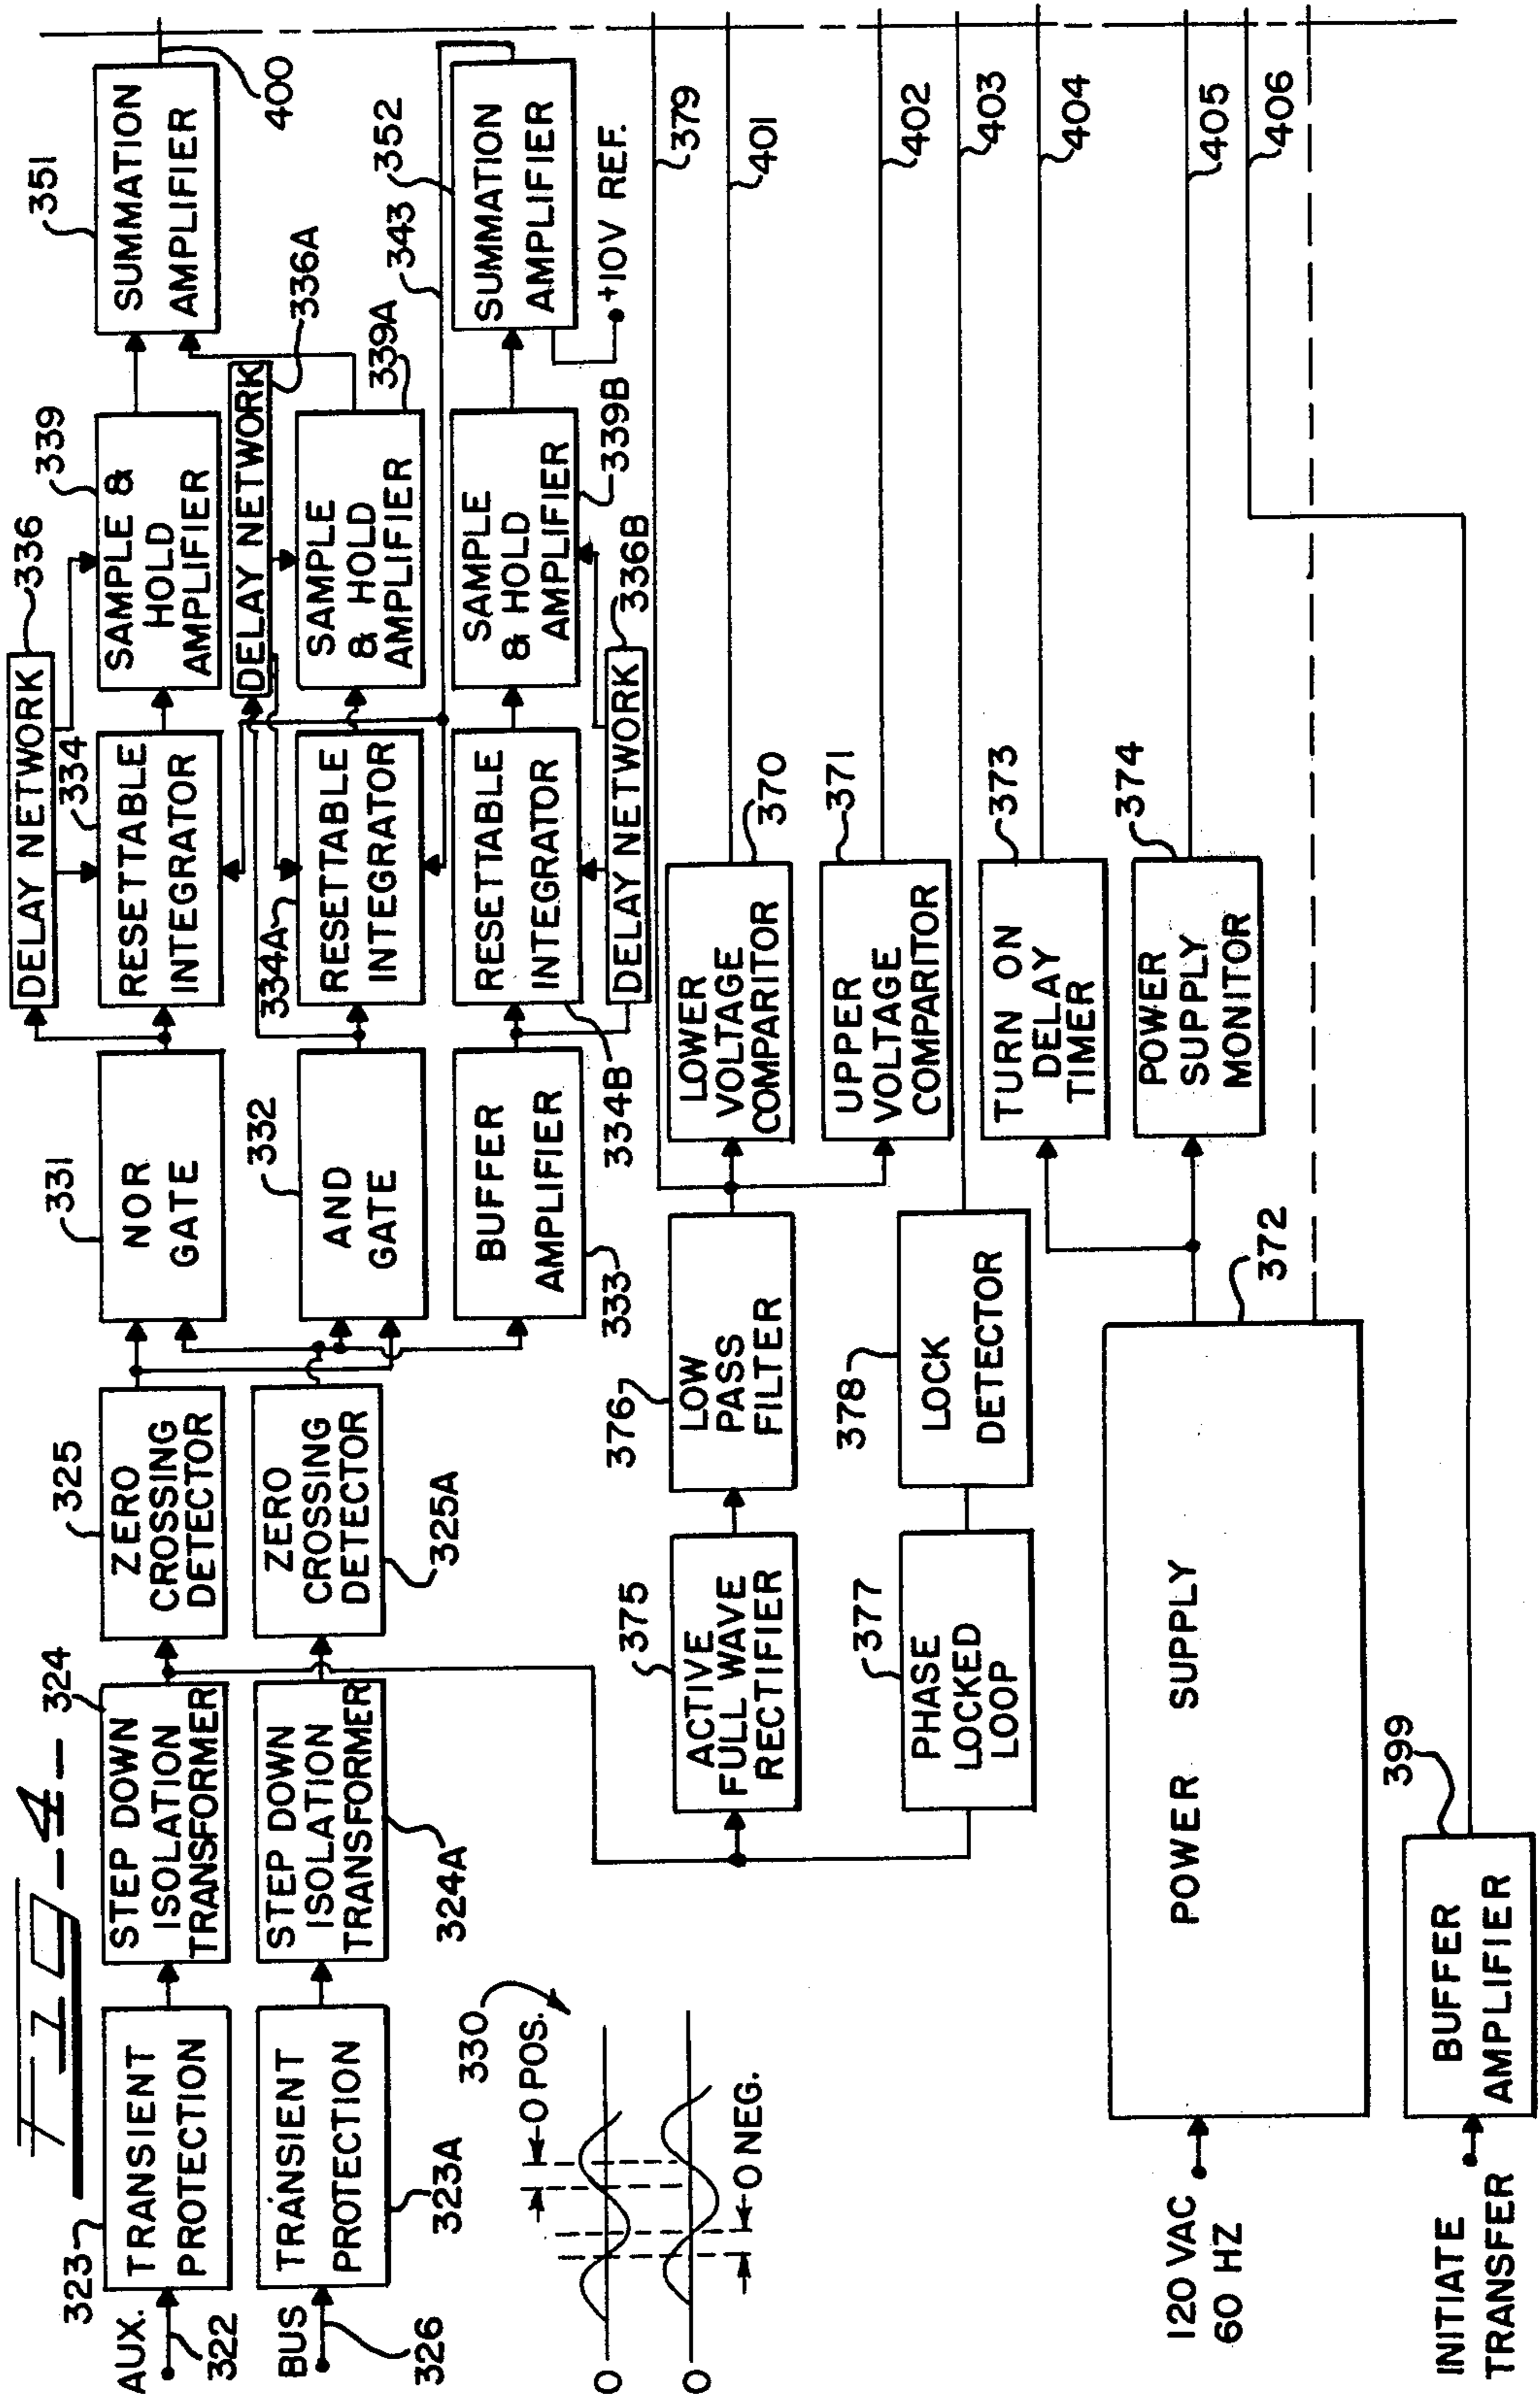 FIG-4-
AUX.
322
323
TRANSIENT
PROTECTION
324
STEP DOWN
ISOLATION
TRANSFORMER
325
ZERO
CROSSING
DETECTOR
331
NOR
GATE
DELAY NETWORK
336
334
RESETTABLE
INTEGRATOR
339
SAMPLE &
HOLD
AMPLIFIER
351
SUMMATION
AMPLIFIER
400
BUS
326
TRANSIENT
PROTECTION
323A
STEP DOWN
ISOLATION
TRANSFORMER
324A
ZERO
CROSSING
DETECTOR
325A
332
AND
GATE
DELAY NETWORK
336A
334A
RESETTABLE
INTEGRATOR
SAMPLE
& HOLD
AMPLIFIER
339A
343
BUFFER
AMPLIFIER
333
RESETTABLE
INTEGRATOR
334B
DELAY NETWORK
336B
SAMPLE
& HOLD
AMPLIFIER
339B
352
SUMMATION
AMPLIFIER
+10V REF.
330
O POS.
O
O
O NEG.
375
ACTIVE
FULL WAVE
RECTIFIER
376
LOW
PASS
FILTER
LOWER
VOLTAGE
COMPARITOR
370
379
401
UPPER
VOLTAGE
COMPARITOR
371
402
377
PHASE
LOCKED
LOOP
378
LOCK
DETECTOR
403
TURN ON
DELAY
TIMER
373
404
120 VAC
60 HZ
POWER SUPPLY
372
POWER
SUPPLY
MONITOR
374
405
406
INITIATE
TRANSFER
BUFFER
AMPLIFIER
399